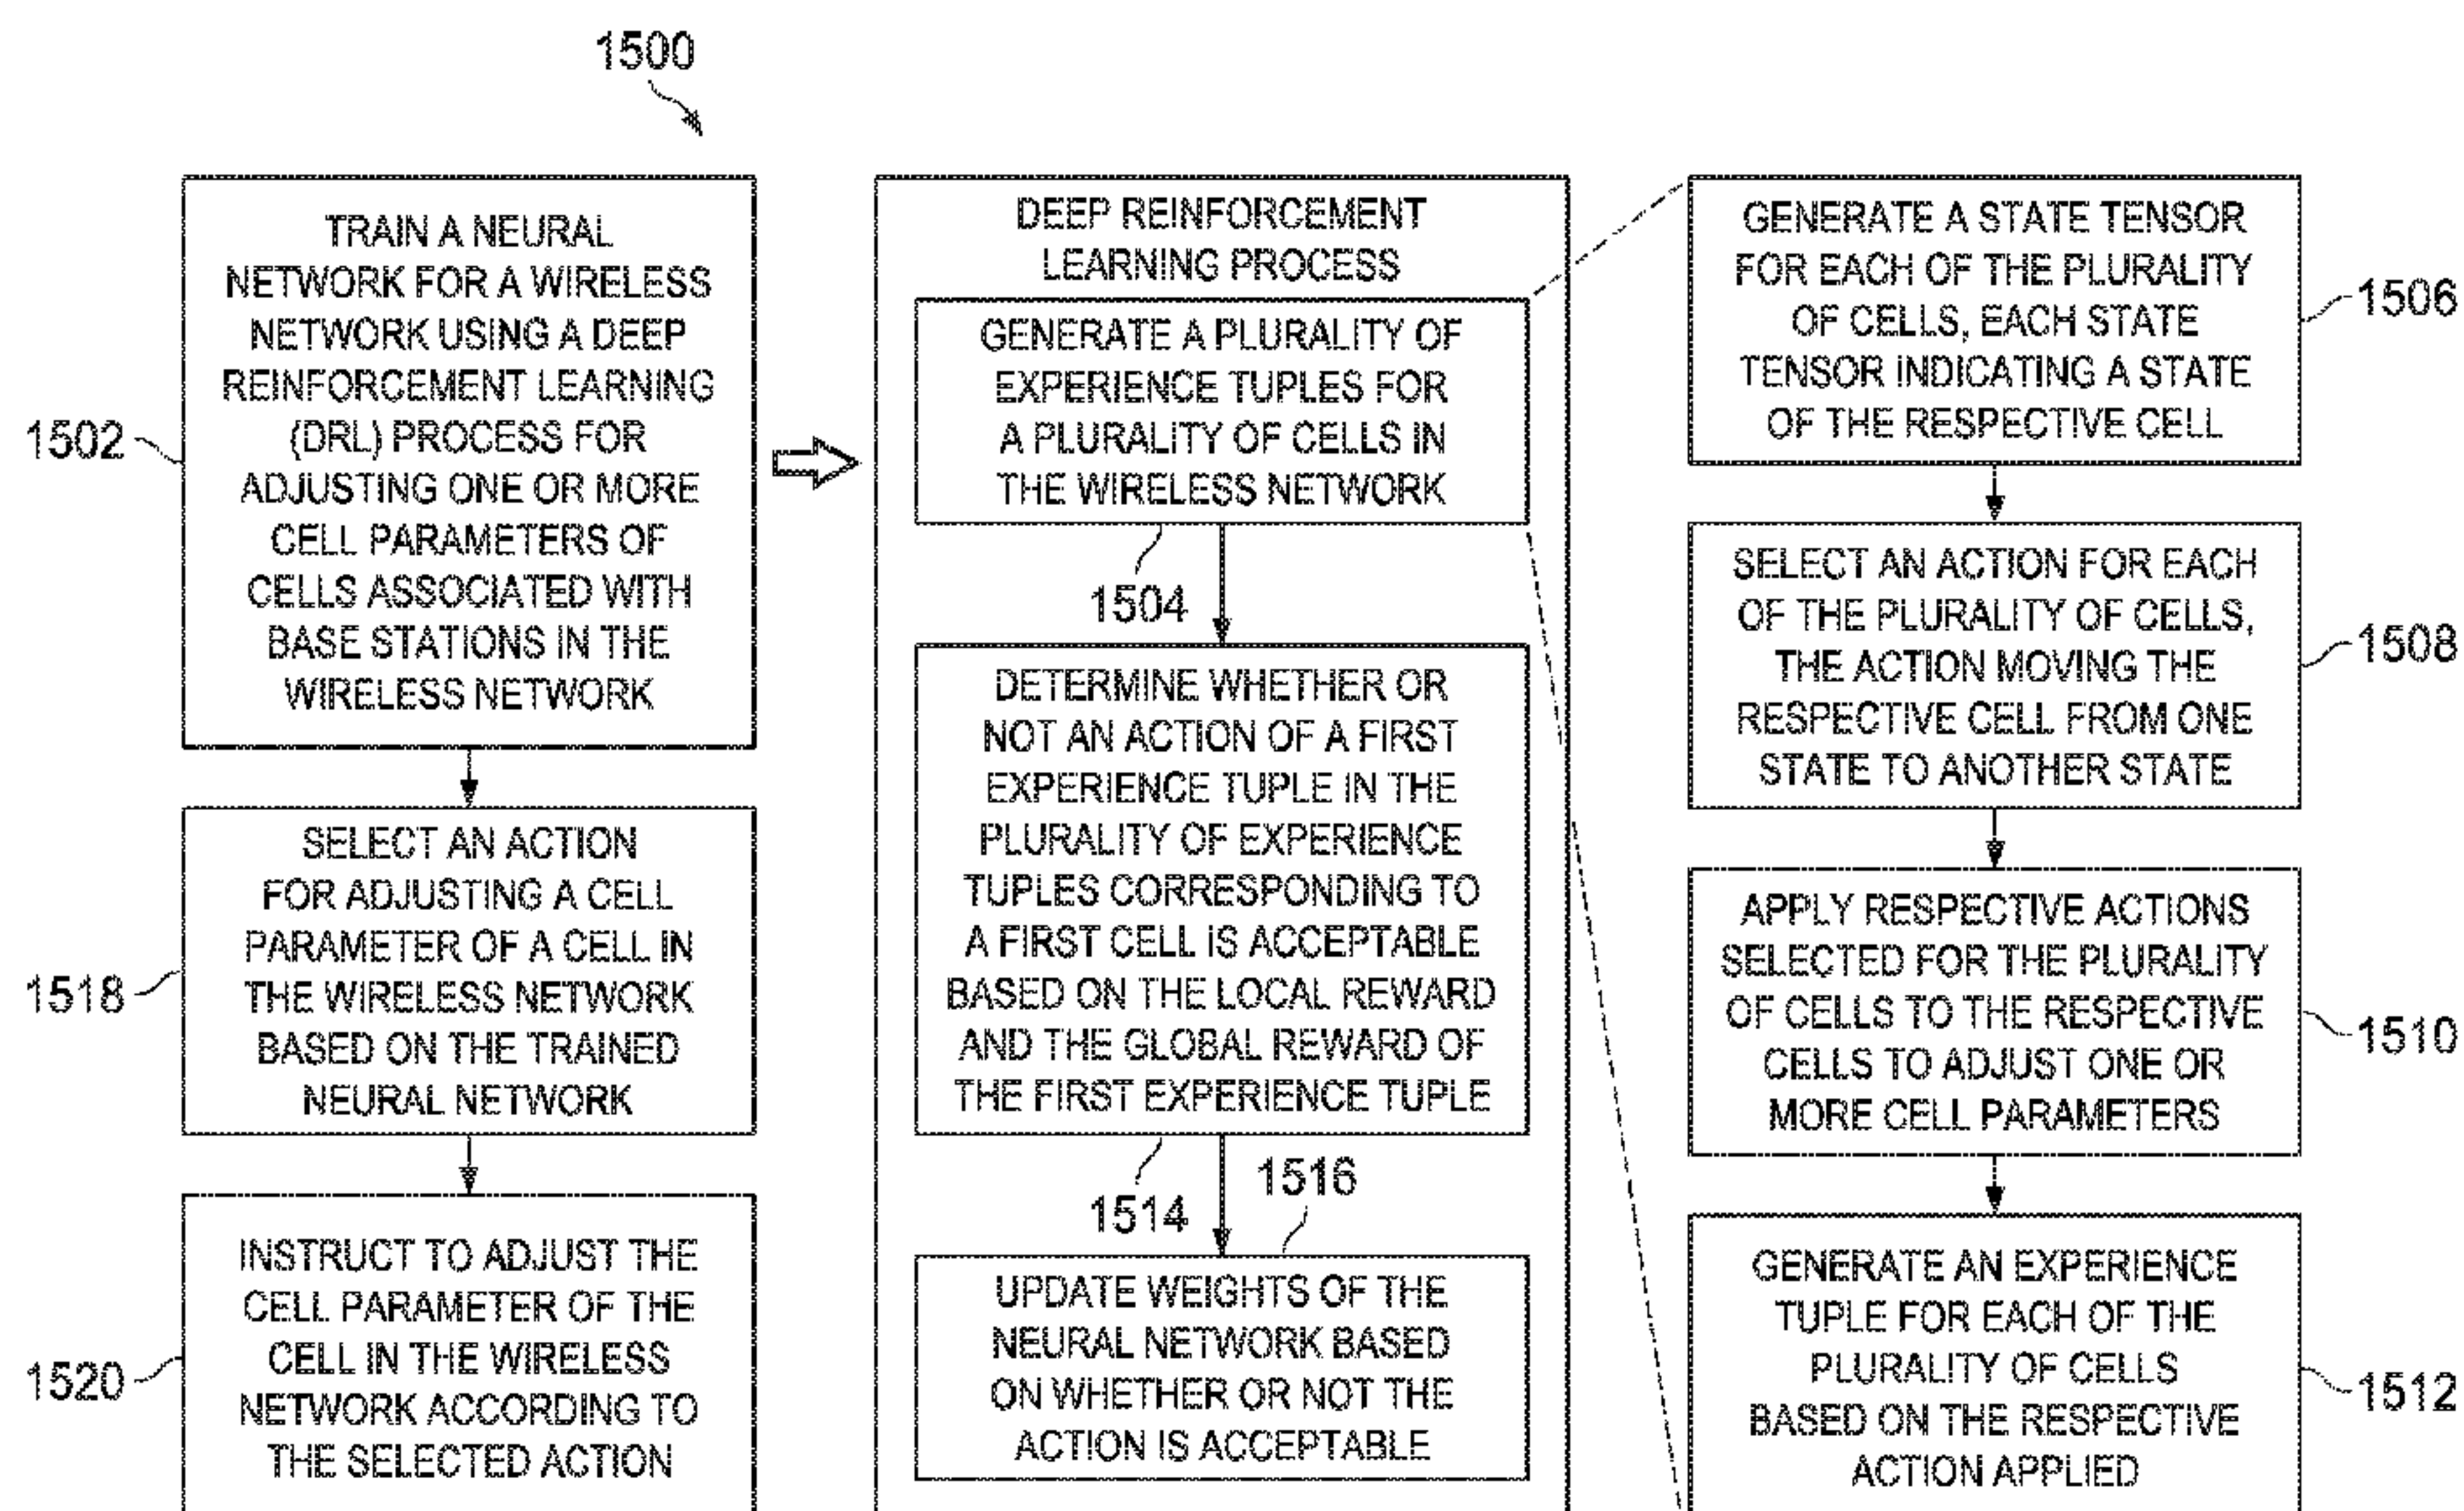 1500
TRAIN A NEURAL
NETWORK FOR A WIRELESS
NETWORK USING A DEEP
REINFORCEMENT LEARNING
(DRL) PROCESS FOR
ADJUSTING ONE OR MORE
CELL PARAMETERS OF
CELLS ASSOCIATED WITH
BASE STATIONS IN THE
WIRELESS NETWORK
1502
SELECT AN ACTION
FOR ADJUSTING A CELL
PARAMETER OF A CELL IN
THE WIRELESS NETWORK
BASED ON THE TRAINED
NEURAL NETWORK
1518
INSTRUCT TO ADJUST THE
CELL PARAMETER OF THE
CELL IN THE WIRELESS
NETWORK ACCORDING TO
THE SELECTED ACTION
1520
DEEP REINFORCEMENT
LEARNING PROCESS
GENERATE A PLURALITY OF
EXPERIENCE TUPLES FOR
A PLURALITY OF CELLS IN
THE WIRELESS NETWORK
1504
DETERMINE WHETHER OR
NOT AN ACTION OF A FIRST
EXPERIENCE TUPLE IN THE
PLURALITY OF EXPERIENCE
TUPLES CORRESPONDING TO
A FIRST CELL IS ACCEPTABLE
BASED ON THE LOCAL REWARD
AND THE GLOBAL REWARD OF
THE FIRST EXPERIENCE TUPLE
1514
1516
UPDATE WEIGHTS OF THE
NEURAL NETWORK BASED
ON WHETHER OR NOT THE
ACTION IS ACCEPTABLE
GENERATE A STATE TENSOR
FOR EACH OF THE PLURALITY
OF CELLS, EACH STATE
TENSOR INDICATING A STATE
OF THE RESPECTIVE CELL
1506
SELECT AN ACTION FOR EACH
OF THE PLURALITY OF CELLS,
THE ACTION MOVING THE
RESPECTIVE CELL FROM ONE
STATE TO ANOTHER STATE
1508
APPLY RESPECTIVE ACTIONS
SELECTED FOR THE PLURALITY
OF CELLS TO THE RESPECTIVE
CELLS TO ADJUST ONE OR
MORE CELL PARAMETERS
1510
GENERATE AN EXPERIENCE
TUPLE FOR EACH OF THE
PLURALITY OF CELLS
BASED ON THE RESPECTIVE
ACTION APPLIED
1512